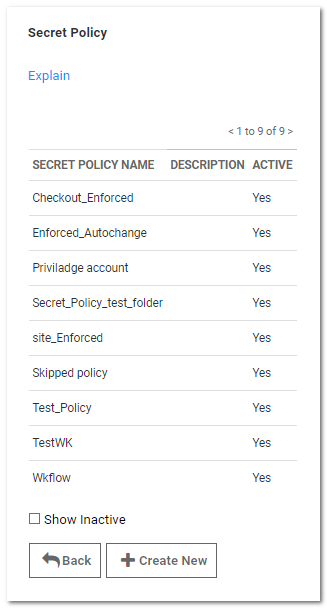 Secret Policy
Explain
< 1 to 9 of 9 >
SECRET POLICY NAME DESCRIPTION ACTIVE
Checkout_Enforced Yes
Enforced_Autochange Yes
Priviladge account Yes
Secret_Policy_test_folder Yes
site_Enforced Yes
Skipped policy Yes
Test_Policy Yes
TestWK Yes
Wkflow Yes
Show Inactive
Back Create New